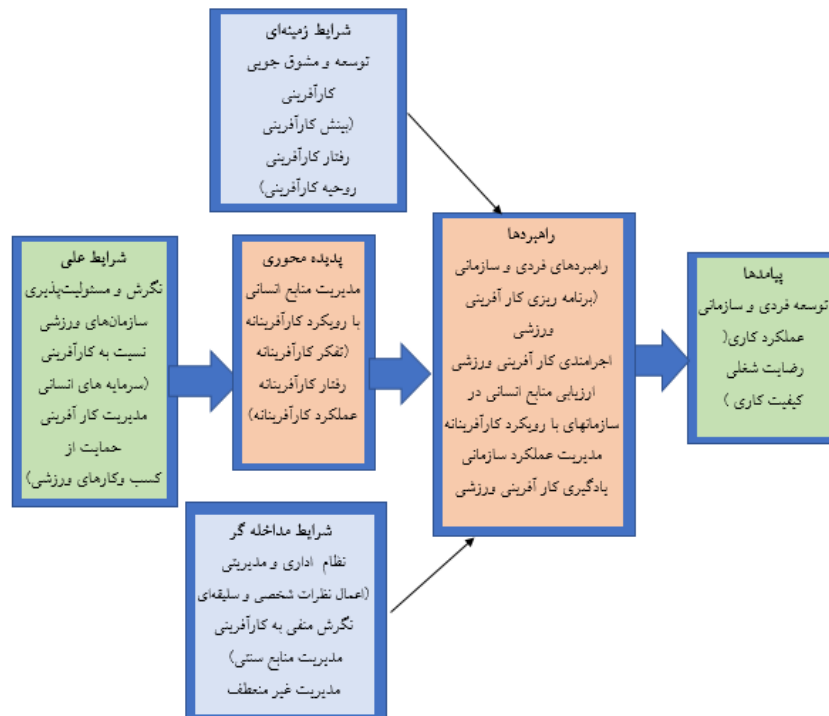 شرایط زمینه‌ای
توسعه و مشوق جویی
کارآفرینی
(بینش کارآفرینی
رفتار کارآفرینی
روحیه کارآفرینی)
شرایط علی
نگرش و مسئولیت‌پذیری
سازمان‌های ورزشی
نسبت به کارآفرینی
(سرمایه های انسانی
مدیریت کار آفرینی
حمایت از
کسب وکارهای ورزشی)
پدیده محوری
مدیریت منابع انسانی
با رویکرد کارآفرینانه
(تفکر کارآفرینانه
رفتار کارآفرینانه
عملکرد کارآفرینانه)
راهبردها
راهبردهای فردی و سازمانی
(برنامه ریزی کار آفرینی
ورزشی
اجرامندی کار آفرینی ورزشی
ارزیابی منابع انسانی در
سازمانهای با رویکرد کارآفرینانه
مدیریت عملکرد سازمانی
یادگیری کار آفرینی ورزشی
پیامدها
توسعه فردی و سازمانی
عملکرد کاری(
رضایت شغلی
کیفیت کاری )
شرایط مداخله گر
نظام اداری و مدیریتی
(اعمال نظرات شخصی و سلیقه‌ای
نگرش منفی به کارآفرینی
مدیریت منابع سنتی)
مدیریت غیر منعطف